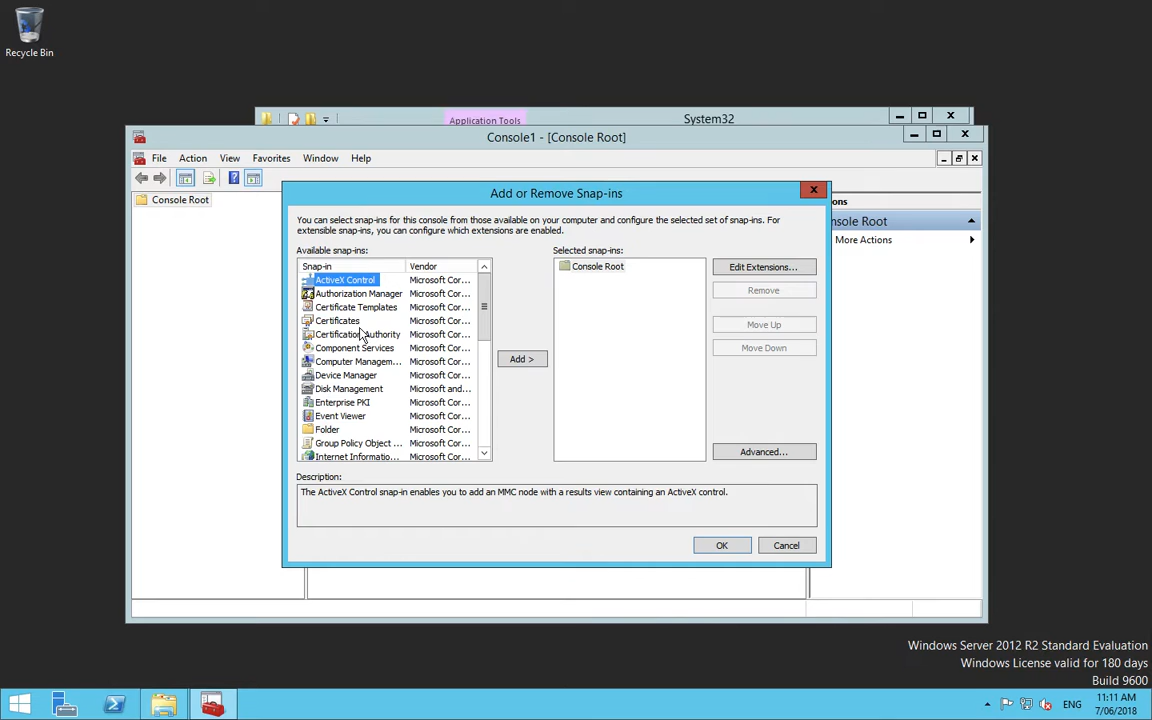 Recycle Bin
Application Tools
System32
Console1 - [Console Root]
File Action View Favorites Window Help
Console Root
Add or Remove Snap-ins
You can select snap-ins for this console from those available on your computer and configure the selected set of snap-ins. For
extensible snap-ins, you can configure which extensions are enabled.
Available snap-ins:
Snap-in Vendor
ActiveX Control Microsoft Cor...
Authorization Manager Microsoft Cor...
Certificate Templates Microsoft Cor...
Certificates Microsoft Cor...
Certification Authority Microsoft Cor...
Component Services Microsoft Cor...
Computer Managem... Microsoft Cor...
Device Manager Microsoft Cor...
Disk Management Microsoft and...
Enterprise PKI Microsoft Cor...
Event Viewer Microsoft Cor...
Folder Microsoft Cor...
Group Policy Object ... Microsoft Cor...
Internet Informatio... Microsoft Cor...
Add >
Selected snap-ins:
Console Root
Edit Extensions...
Remove
Move Up
Move Down
Advanced...
Description:
The ActiveX Control snap-in enables you to add an MMC node with a results view containing an ActiveX control.
OK
Cancel
ons
nsole Root
More Actions
Windows Server 2012 R2 Standard Evaluation
Windows License valid for 180 days
Build 9600
ENG
11:11 AM
7/06/2018